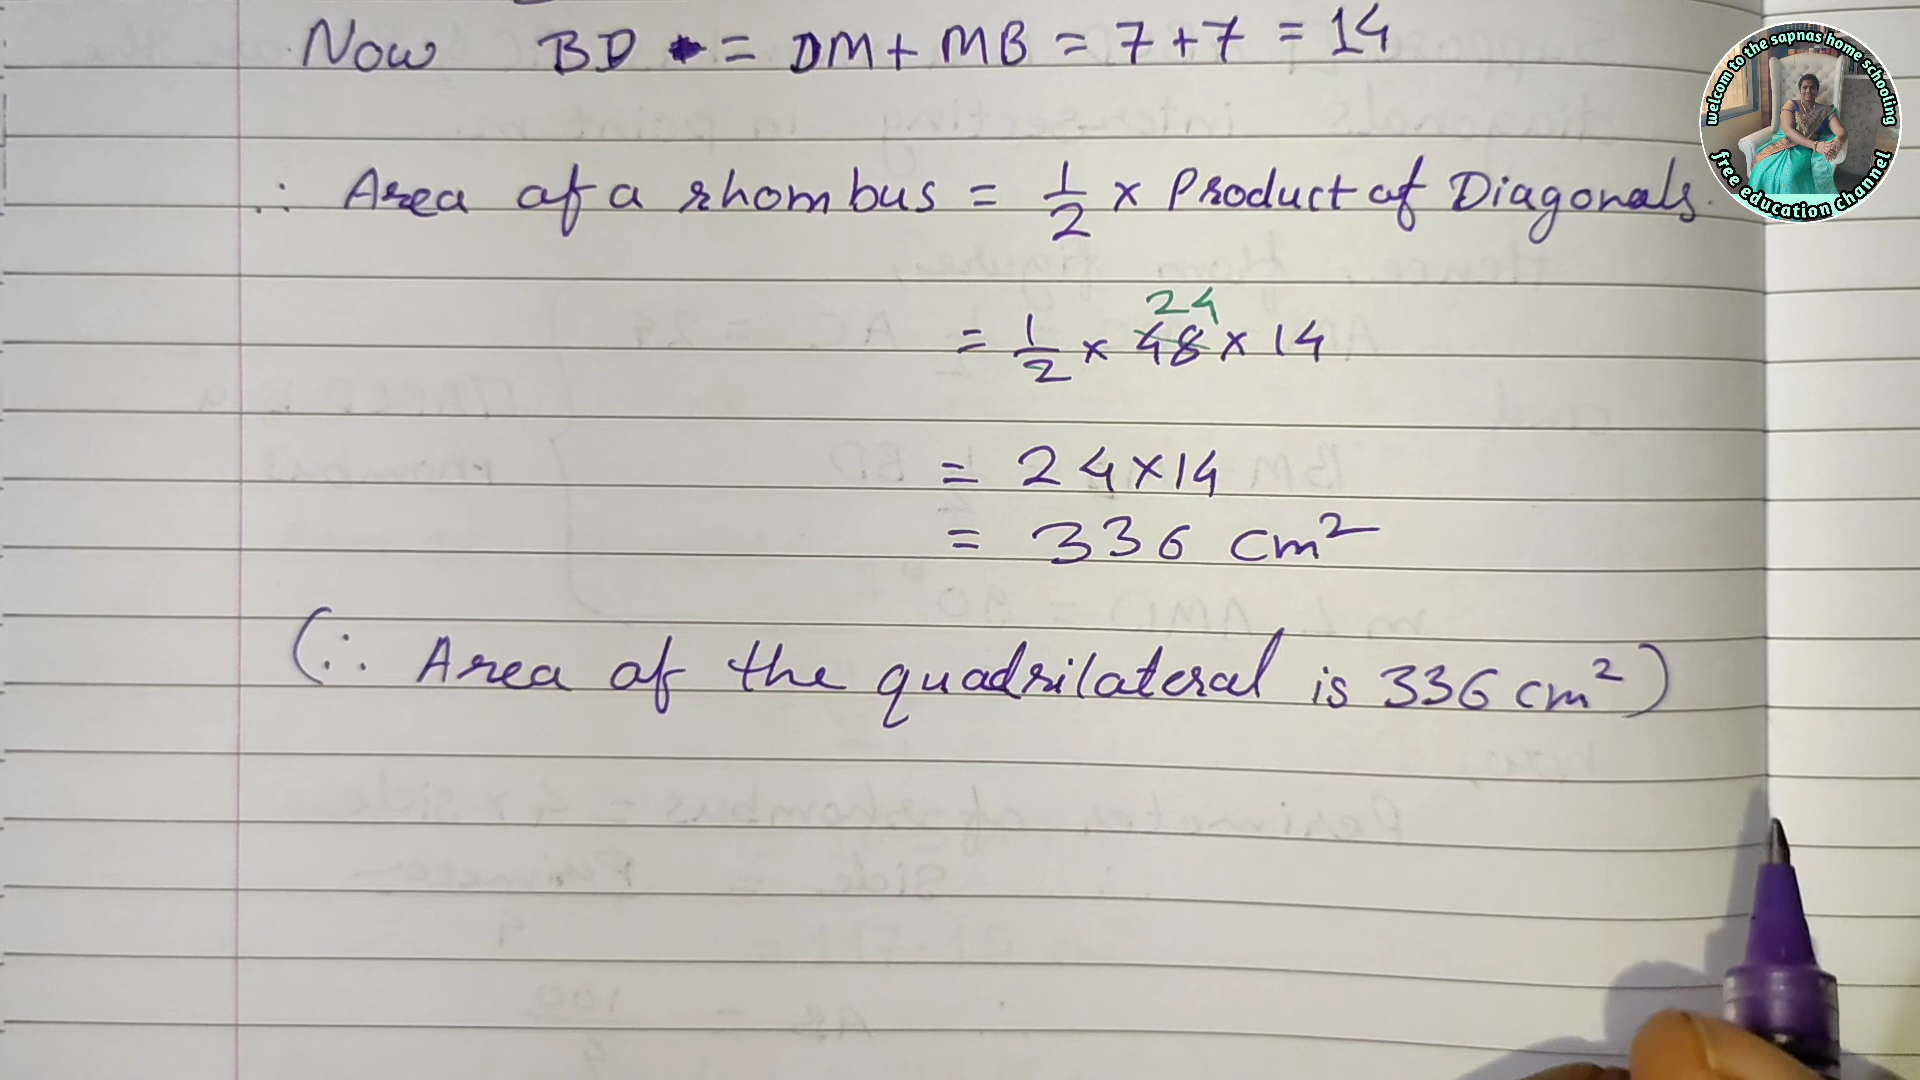 Now BD = DM + MB = 7 + 7 = 14
∴ Area of a rhombus = 1/2 × Product of Diagonals.
24
= 1/2 × 48 × 14
= 24 × 14
= 336 cm²
(∴ Area of the quadrilateral is 336 cm²)
welcom to the sapnas home schooling
free education channel